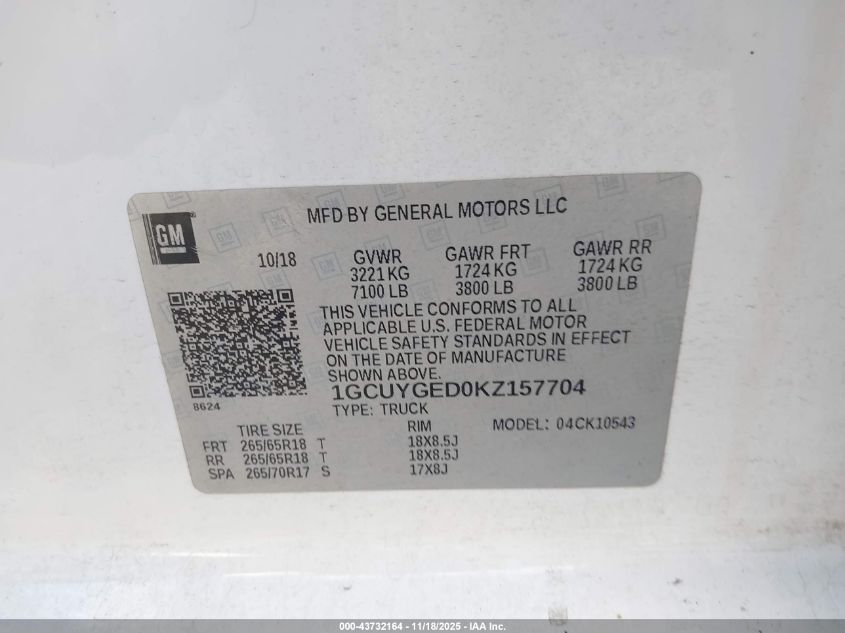 MFD BY GENERAL MOTORS LLC
GM
10/18 GVWR GAWR FRT GAWR RR
3221 KG 1724 KG 1724 KG
7100 LB 3800 LB 3800 LB
THIS VEHICLE CONFORMS TO ALL
APPLICABLE U.S. FEDERAL MOTOR
VEHICLE SAFETY STANDARDS IN EFFECT
ON THE DATE OF MANUFACTURE
SHOWN ABOVE.
1GCUYGED0KZ157704
8624
TYPE: TRUCK
TIRE SIZE RIM MODEL: 04CK10543
FRT 265/65R18 T 18X8.5J
RR 265/65R18 T 18X8.5J
SPA 265/70R17 S 17X8J
000-43732164 - 11/18/2025 - IAA Inc.